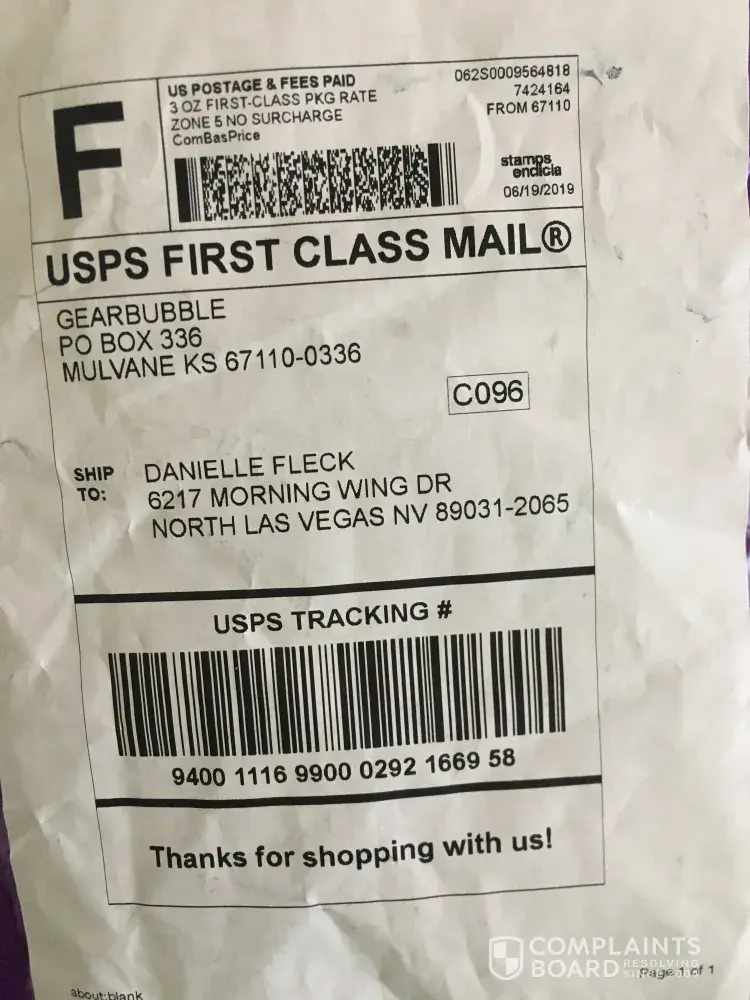 F
US POSTAGE & FEES PAID
3 OZ FIRST-CLASS PKG RATE
ZONE 5 NO SURCHARGE
ComBasPrice
062S0009564818
7424164
FROM 67110
stamps
endicia
06/19/2019
USPS FIRST CLASS MAIL®
GEARBUBBLE
PO BOX 336
MULVANE KS 67110-0336
C096
SHIP TO: DANIELLE FLECK
6217 MORNING WING DR
NORTH LAS VEGAS NV 89031-2065
USPS TRACKING #
9400 1116 9900 0292 1669 58
Thanks for shopping with us!
COMPLAINTS
BOARD RESOLVING
Page 1 of 1
about:blank